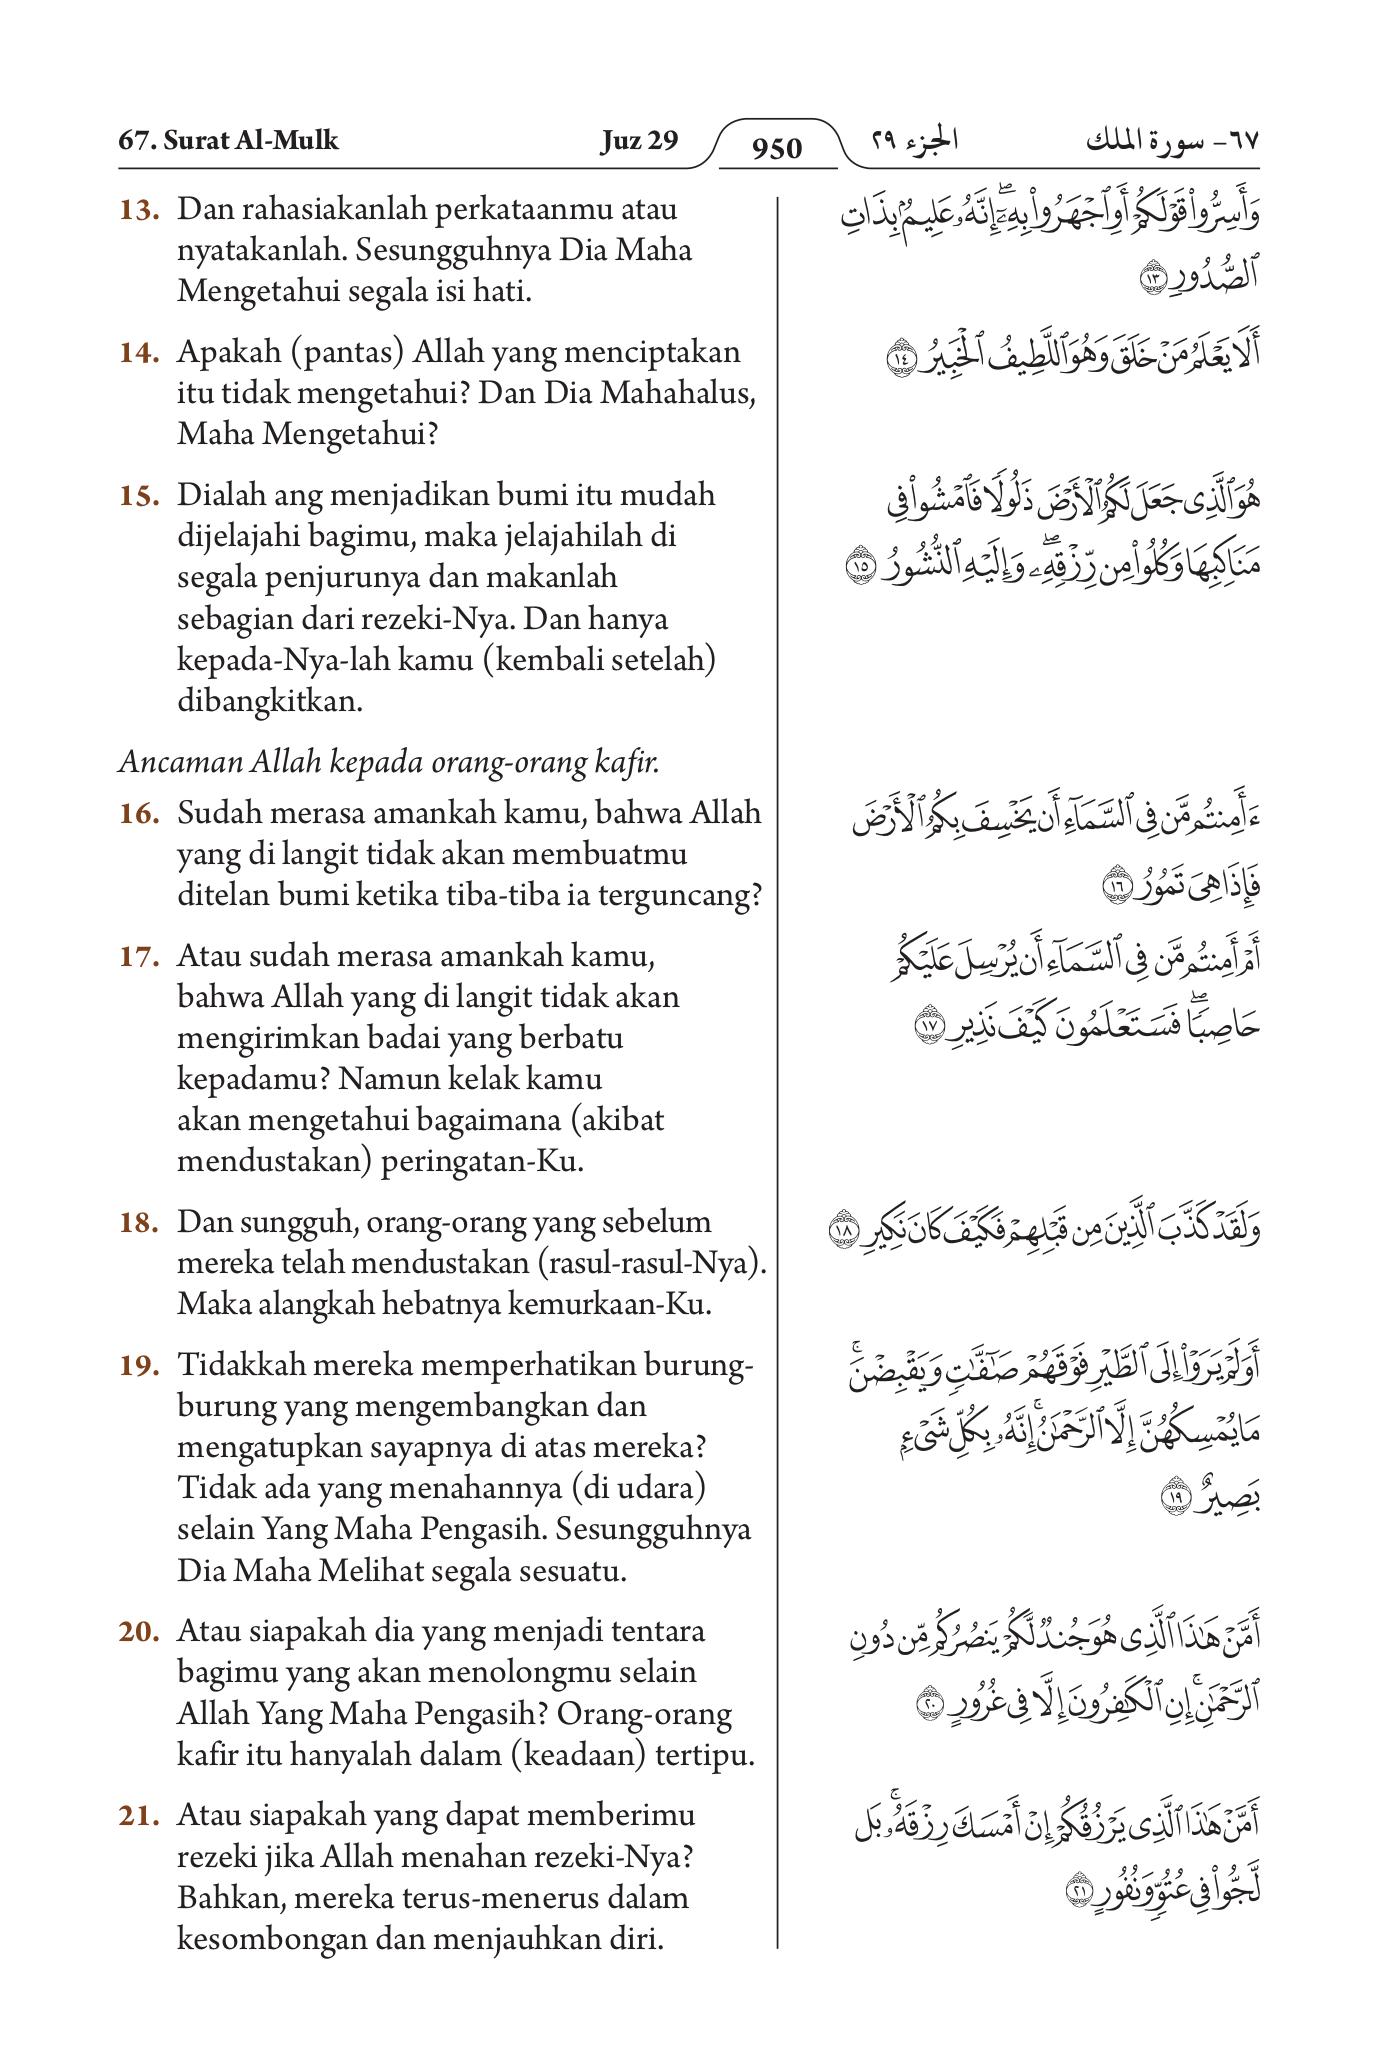 67. Surat Al-Mulk Juz 29 950 الجزء ٢٩ ٦٧- سورة الملك
13. Dan rahasiakanlah perkataanmu atau
nyatakanlah. Sesungguhnya Dia Maha
Mengetahui segala isi hati.
14. Apakah (pantas) Allah yang menciptakan
itu tidak mengetahui? Dan Dia Mahahalus,
Maha Mengetahui?
15. Dialah ang menjadikan bumi itu mudah
dijelajahi bagimu, maka jelajahilah di
segala penjurunya dan makanlah
sebagian dari rezeki-Nya. Dan hanya
kepada-Nya-lah kamu (kembali setelah)
dibangkitkan.
Ancaman Allah kepada orang-orang kafir.
16. Sudah merasa amankah kamu, bahwa Allah
yang di langit tidak akan membuatmu
ditelan bumi ketika tiba-tiba ia terguncang?
17. Atau sudah merasa amankah kamu,
bahwa Allah yang di langit tidak akan
mengirimkan badai yang berbatu
kepadamu? Namun kelak kamu
akan mengetahui bagaimana (akibat
mendustakan) peringatan-Ku.
18. Dan sungguh, orang-orang yang sebelum
mereka telah mendustakan (rasul-rasul-Nya).
Maka alangkah hebatnya kemurkaan-Ku.
19. Tidakkah mereka memperhatikan burung-
burung yang mengembangkan dan
mengatupkan sayapnya di atas mereka?
Tidak ada yang menahannya (di udara)
selain Yang Maha Pengasih. Sesungguhnya
Dia Maha Melihat segala sesuatu.
20. Atau siapakah dia yang menjadi tentara
bagimu yang akan menolongmu selain
Allah Yang Maha Pengasih? Orang-orang
kafir itu hanyalah dalam (keadaan) tertipu.
21. Atau siapakah yang dapat memberimu
rezeki jika Allah menahan rezeki-Nya?
Bahkan, mereka terus-menerus dalam
kesombongan dan menjauhkan diri.
وَأَسِرُّوا۟ قَوْلَكُمْ أَوِ ٱجْهَرُوا۟ بِهِۦٓ ۖ إِنَّهُۥ عَلِيمٌۢ بِذَاتِ
ٱلصُّدُورِ ١٣
أَلَا يَعْلَمُ مَنْ خَلَقَ وَهُوَ ٱللَّطِيفُ ٱلْخَبِيرُ ١٤
هُوَ ٱلَّذِى جَعَلَ لَكُمُ ٱلْأَرْضَ ذَلُولًا فَٱمْشُوا۟ فِى
مَنَاكِبِهَا وَكُلُوا۟ مِن رِّزْقِهِۦ ۖ وَإِلَيْهِ ٱلنُّشُورُ ١٥
ءَأَمِنتُم مَّن فِى ٱلسَّمَآءِ أَن يَخْسِفَ بِكُمُ ٱلْأَرْضَ
فَإِذَا هِىَ تَمُورُ ١٦
أَمْ أَمِنتُم مَّن فِى ٱلسَّمَآءِ أَن يُرْسِلَ عَلَيْكُمْ
حَاصِبًا ۖ فَسَتَعْلَمُونَ كَيْفَ نَذِيرِ ١٧
وَلَقَدْ كَذَّبَ ٱلَّذِينَ مِن قَبْلِهِمْ فَكَيْفَ كَانَ نَكِيرِ ١٨
أَوَلَمْ يَرَوْا۟ إِلَى ٱلطَّيْرِ فَوْقَهُمْ صَٰٓفَّٰتٍ وَيَقْبِضْنَ ۚ
مَا يُمْسِكُهُنَّ إِلَّا ٱلرَّحْمَٰنُ ۚ إِنَّهُۥ بِكُلِّ شَىْءٍۭ
بَصِيرٌ ١٩
أَمَّنْ هَٰذَا ٱلَّذِى هُوَ جُندٌ لَّكُمْ يَنصُرُكُم مِّن دُونِ
ٱلرَّحْمَٰنِ ۚ إِنِ ٱلْكَٰفِرُونَ إِلَّا فِى غُرُورٍ ٢٠
أَمَّنْ هَٰذَا ٱلَّذِى يَرْزُقُكُمْ إِنْ أَمْسَكَ رِزْقَهُۥ ۚ بَل
لَّجُّوا۟ فِى عُتُوٍّ وَنُفُورٍ ٢١